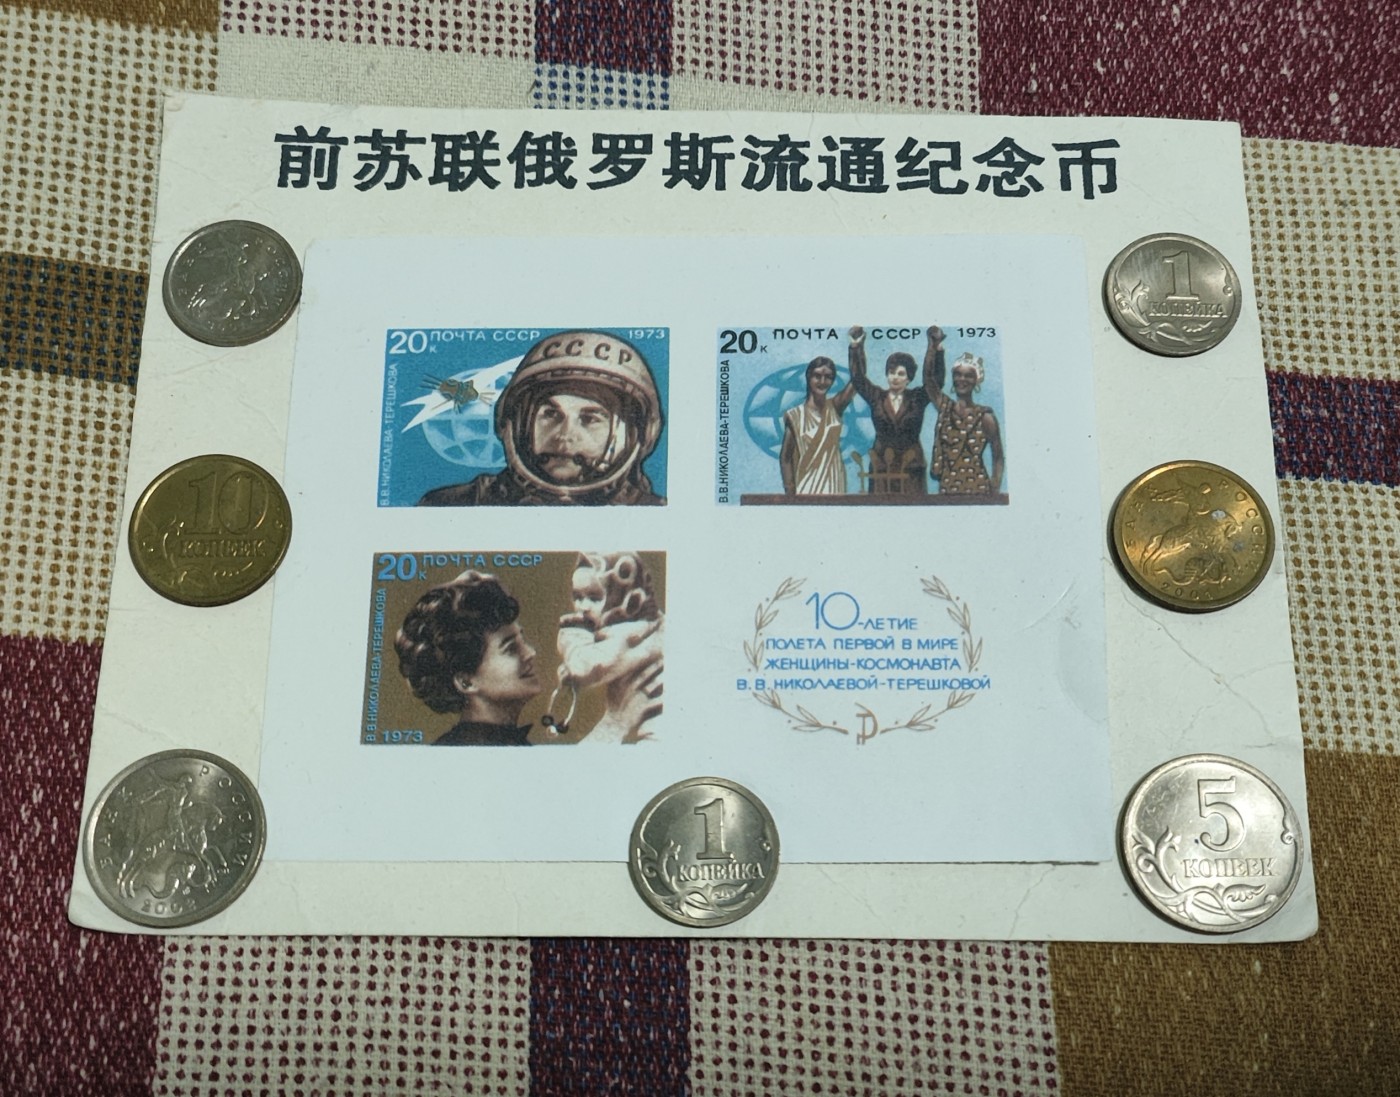 前苏联俄罗斯流通纪念币
1
КОПЕЙКА
20к ПОЧТА СССР 1973
СССР
В.В.НИКОЛАЕВА-ТЕРЕШКОВА
20к ПОЧТА СССР 1973
В.В.НИКОЛАЕВА-ТЕРЕШКОВА
10
КОПЕЕК
БАНК РОССИИ
20к ПОЧТА СССР
В.В.НИКОЛАЕВА-ТЕРЕШКОВА
1973
10-ЛЕТИЕ
ПОЛЕТА ПЕРВОЙ В МИРЕ
ЖЕНЩИНЫ-КОСМОНАВТА
В.В.НИКОЛАЕВОЙ-ТЕРЕШКОВОЙ
БАНК РОССИИ
2002
1
КОПЕЙКА
5
КОПЕЕК